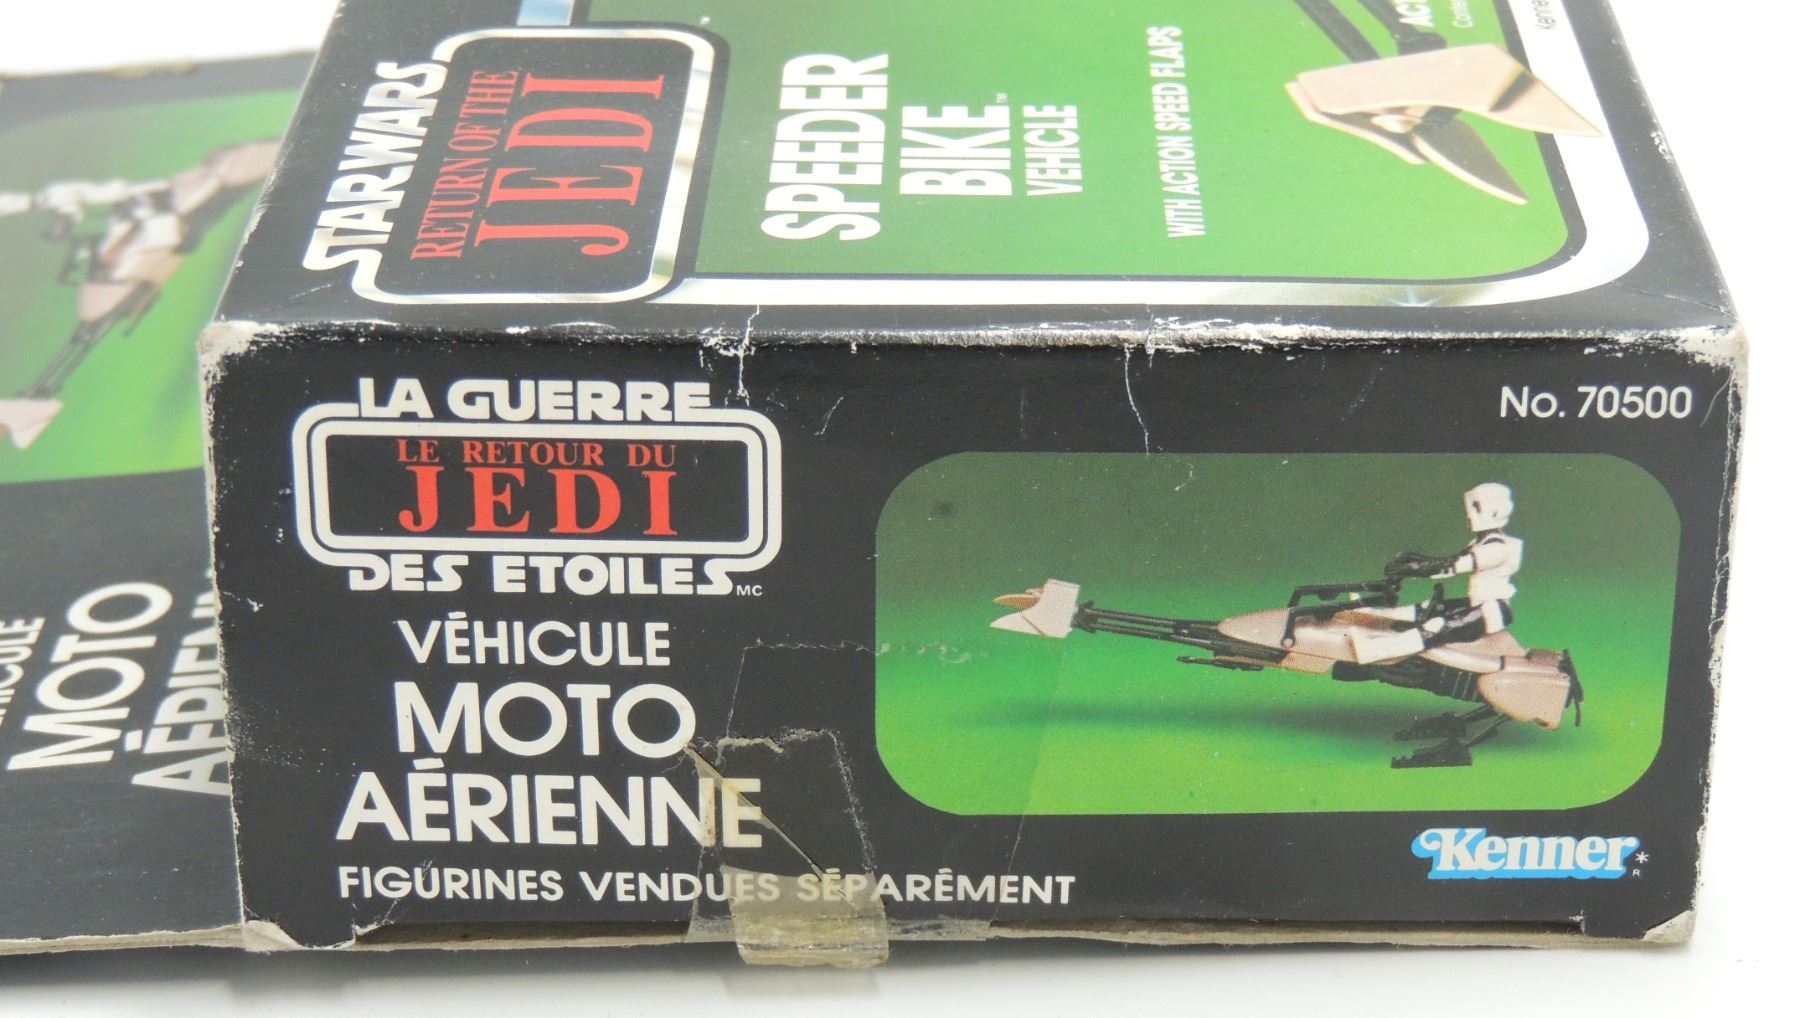 STAR WARS
RETURN OF THE
JEDI
SPEEDER
BIKE™
VEHICLE
WITH ACTION SPEED FLAPS
LA GUERRE
LE RETOUR DU
JEDI
DES ETOILES MC
VÉHICULE
MOTO
AÉRIENNE
FIGURINES VENDUES SÉPARÉMENT
No. 70500
Kenner*
R
MOTO